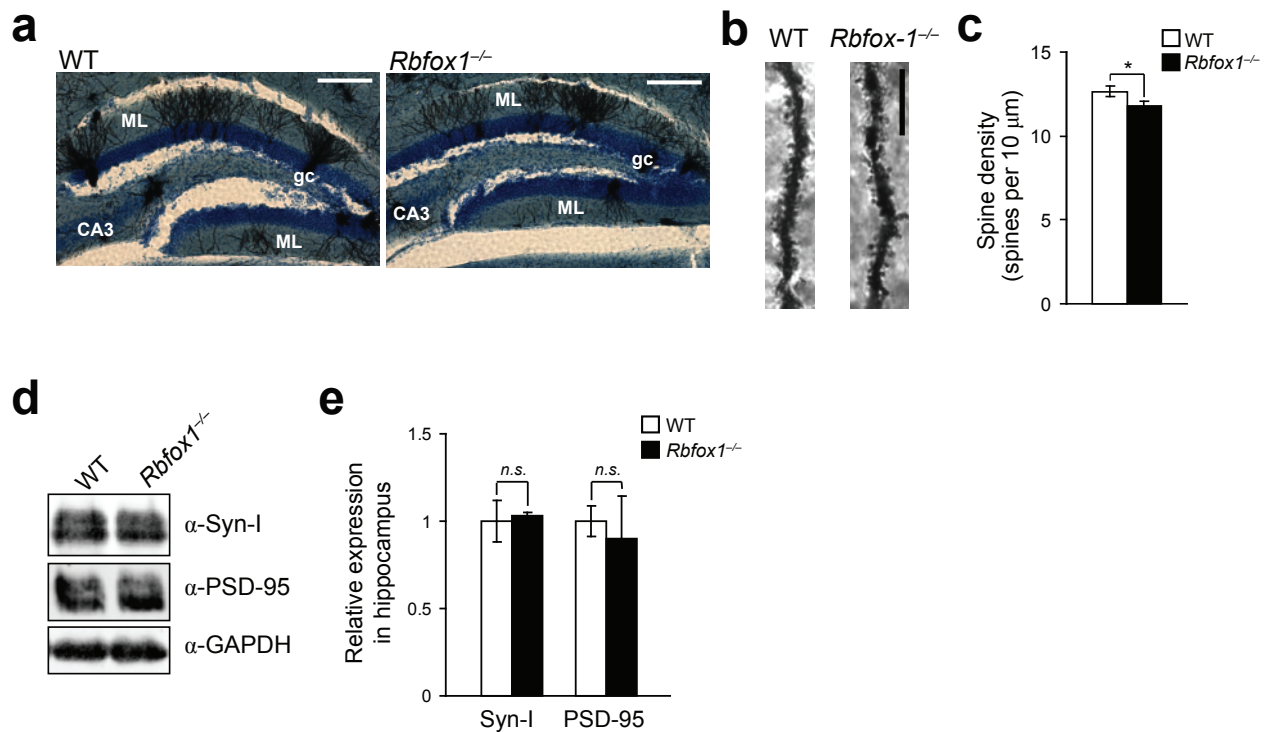 a
WT
Rbfox1–/–
ML
gc
CA3
ML
ML
gc
CA3
ML
b
WT Rbfox-1–/–
c
WT
Rbfox1–/–
Spine density
(spines per 10 μm)
15
10
5
0
*
d
WT
Rbfox1–/–
α-Syn-I
α-PSD-95
α-GAPDH
e
WT
Rbfox1–/–
Relative expression
in hippocampus
1.5
1
0.5
0
n.s.
n.s.
Syn-I
PSD-95